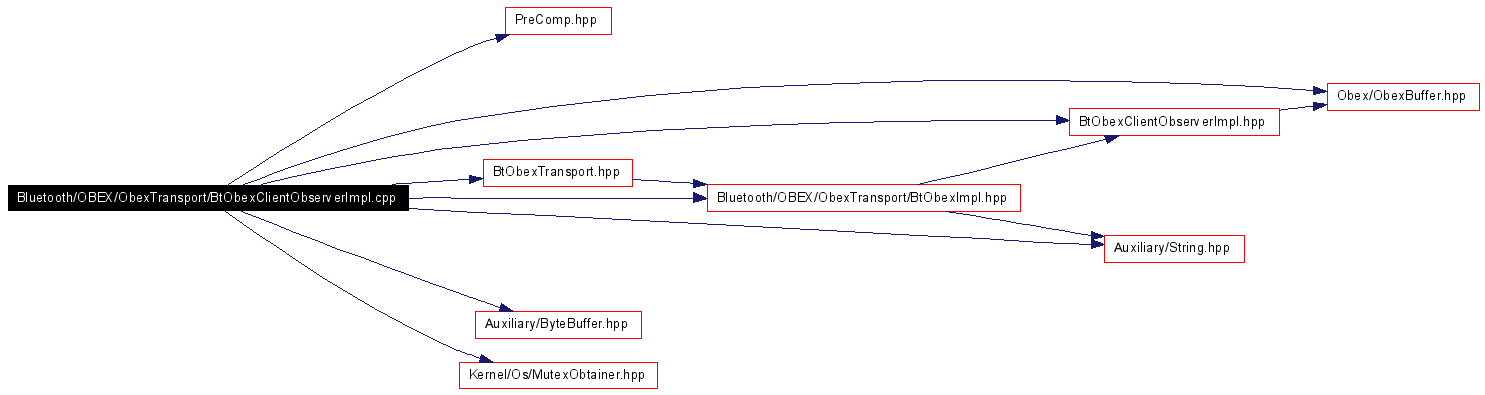 PreComp.hpp
Obex/ObexBuffer.hpp
BtObexClientObserverImpl.hpp
BtObexTransport.hpp
Bluetooth/OBEX/ObexTransport/BtObexClientObserverImpl.cpp
Bluetooth/OBEX/ObexTransport/BtObexImpl.hpp
Auxiliary/String.hpp
Auxiliary/ByteBuffer.hpp
Kernel/Os/MutexObtainer.hpp